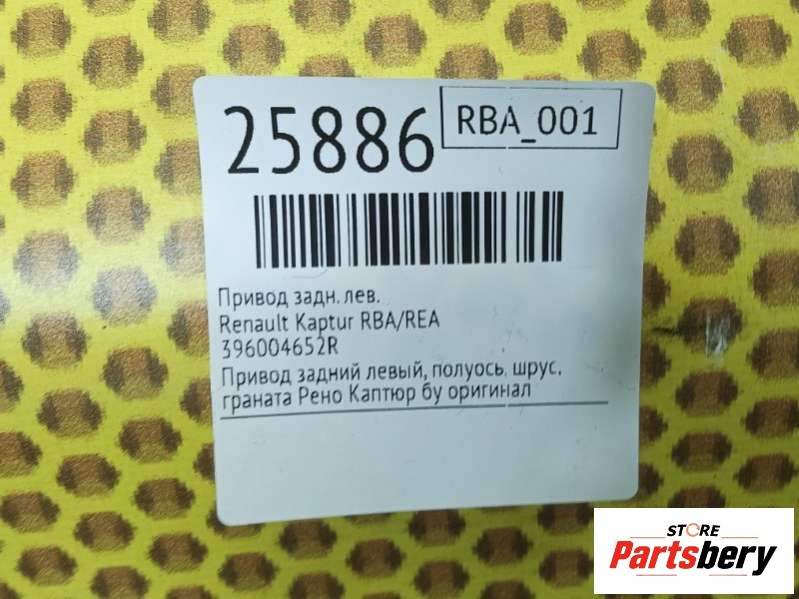 25886
RBA_001
Привод задн. лев.
Renault Kaptur RBA/REA
396004652R
Привод задний левый, полуось, шрус,
граната Рено Каптюр бу оригинал
STORE
Partsbery